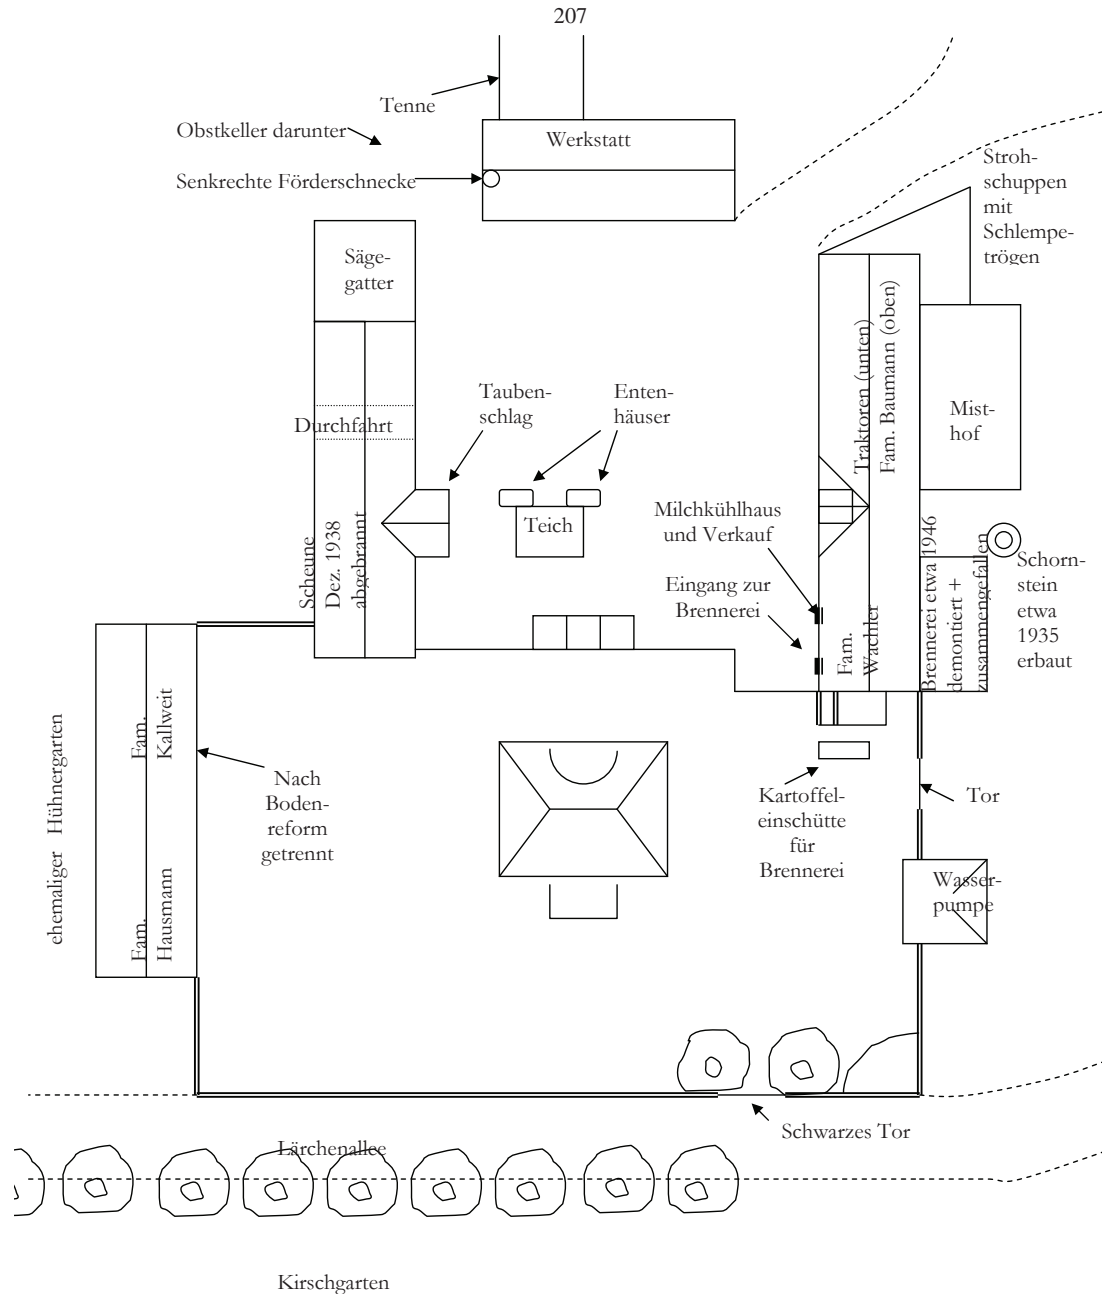 207
Tenne
Obstkeller darunter
Werkstatt
Senkrechte Förderschnecke
Stroh-
schuppen
mit
Schlempe-
trögen
Säge-
gatter
Traktoren (unten)
Fam. Baumann (oben)
Tauben-
schlag
Enten-
häuser
Durchfahrt
Mist-
hof
Scheune
Dez. 1938
abgebrannt
Teich
Milchkühlhaus
und Verkauf
Eingang zur
Brennerei
Fam.
Wachler
Brennerei etwa 1946
demontiert +
zusammengefallen
Schorn-
stein
etwa
1935
erbaut
ehemaliger Hühnergarten
Fam.
Kallweit
Nach
Boden-
reform
getrennt
Kartoffel-
einschütte
für
Brennerei
Tor
Fam.
Hausmann
Wasser-
pumpe
Schwarzes Tor
Lärchenallee
Kirschgarten